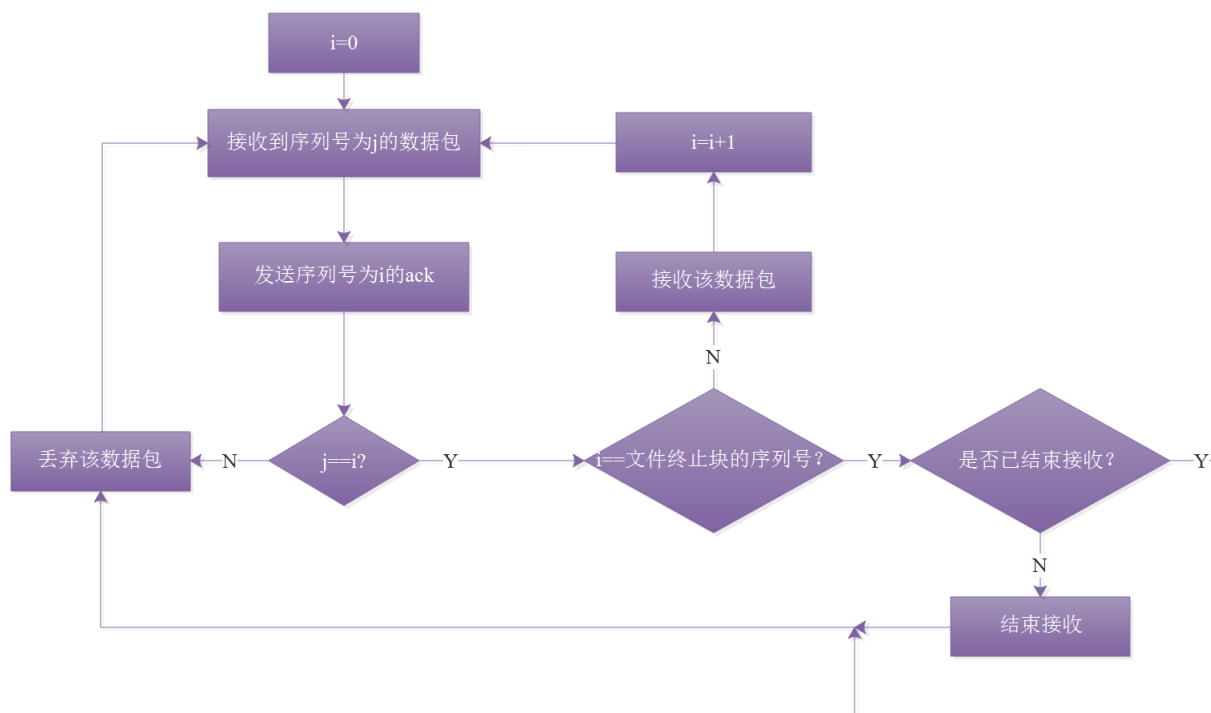 i=0
接收到序列号为j的数据包
i=i+1
发送序列号为i的ack
接收该数据包
N
丢弃该数据包
N
j==i?
Y
i==文件终止块的序列号？
Y
是否已结束接收？
Y
N
结束接收